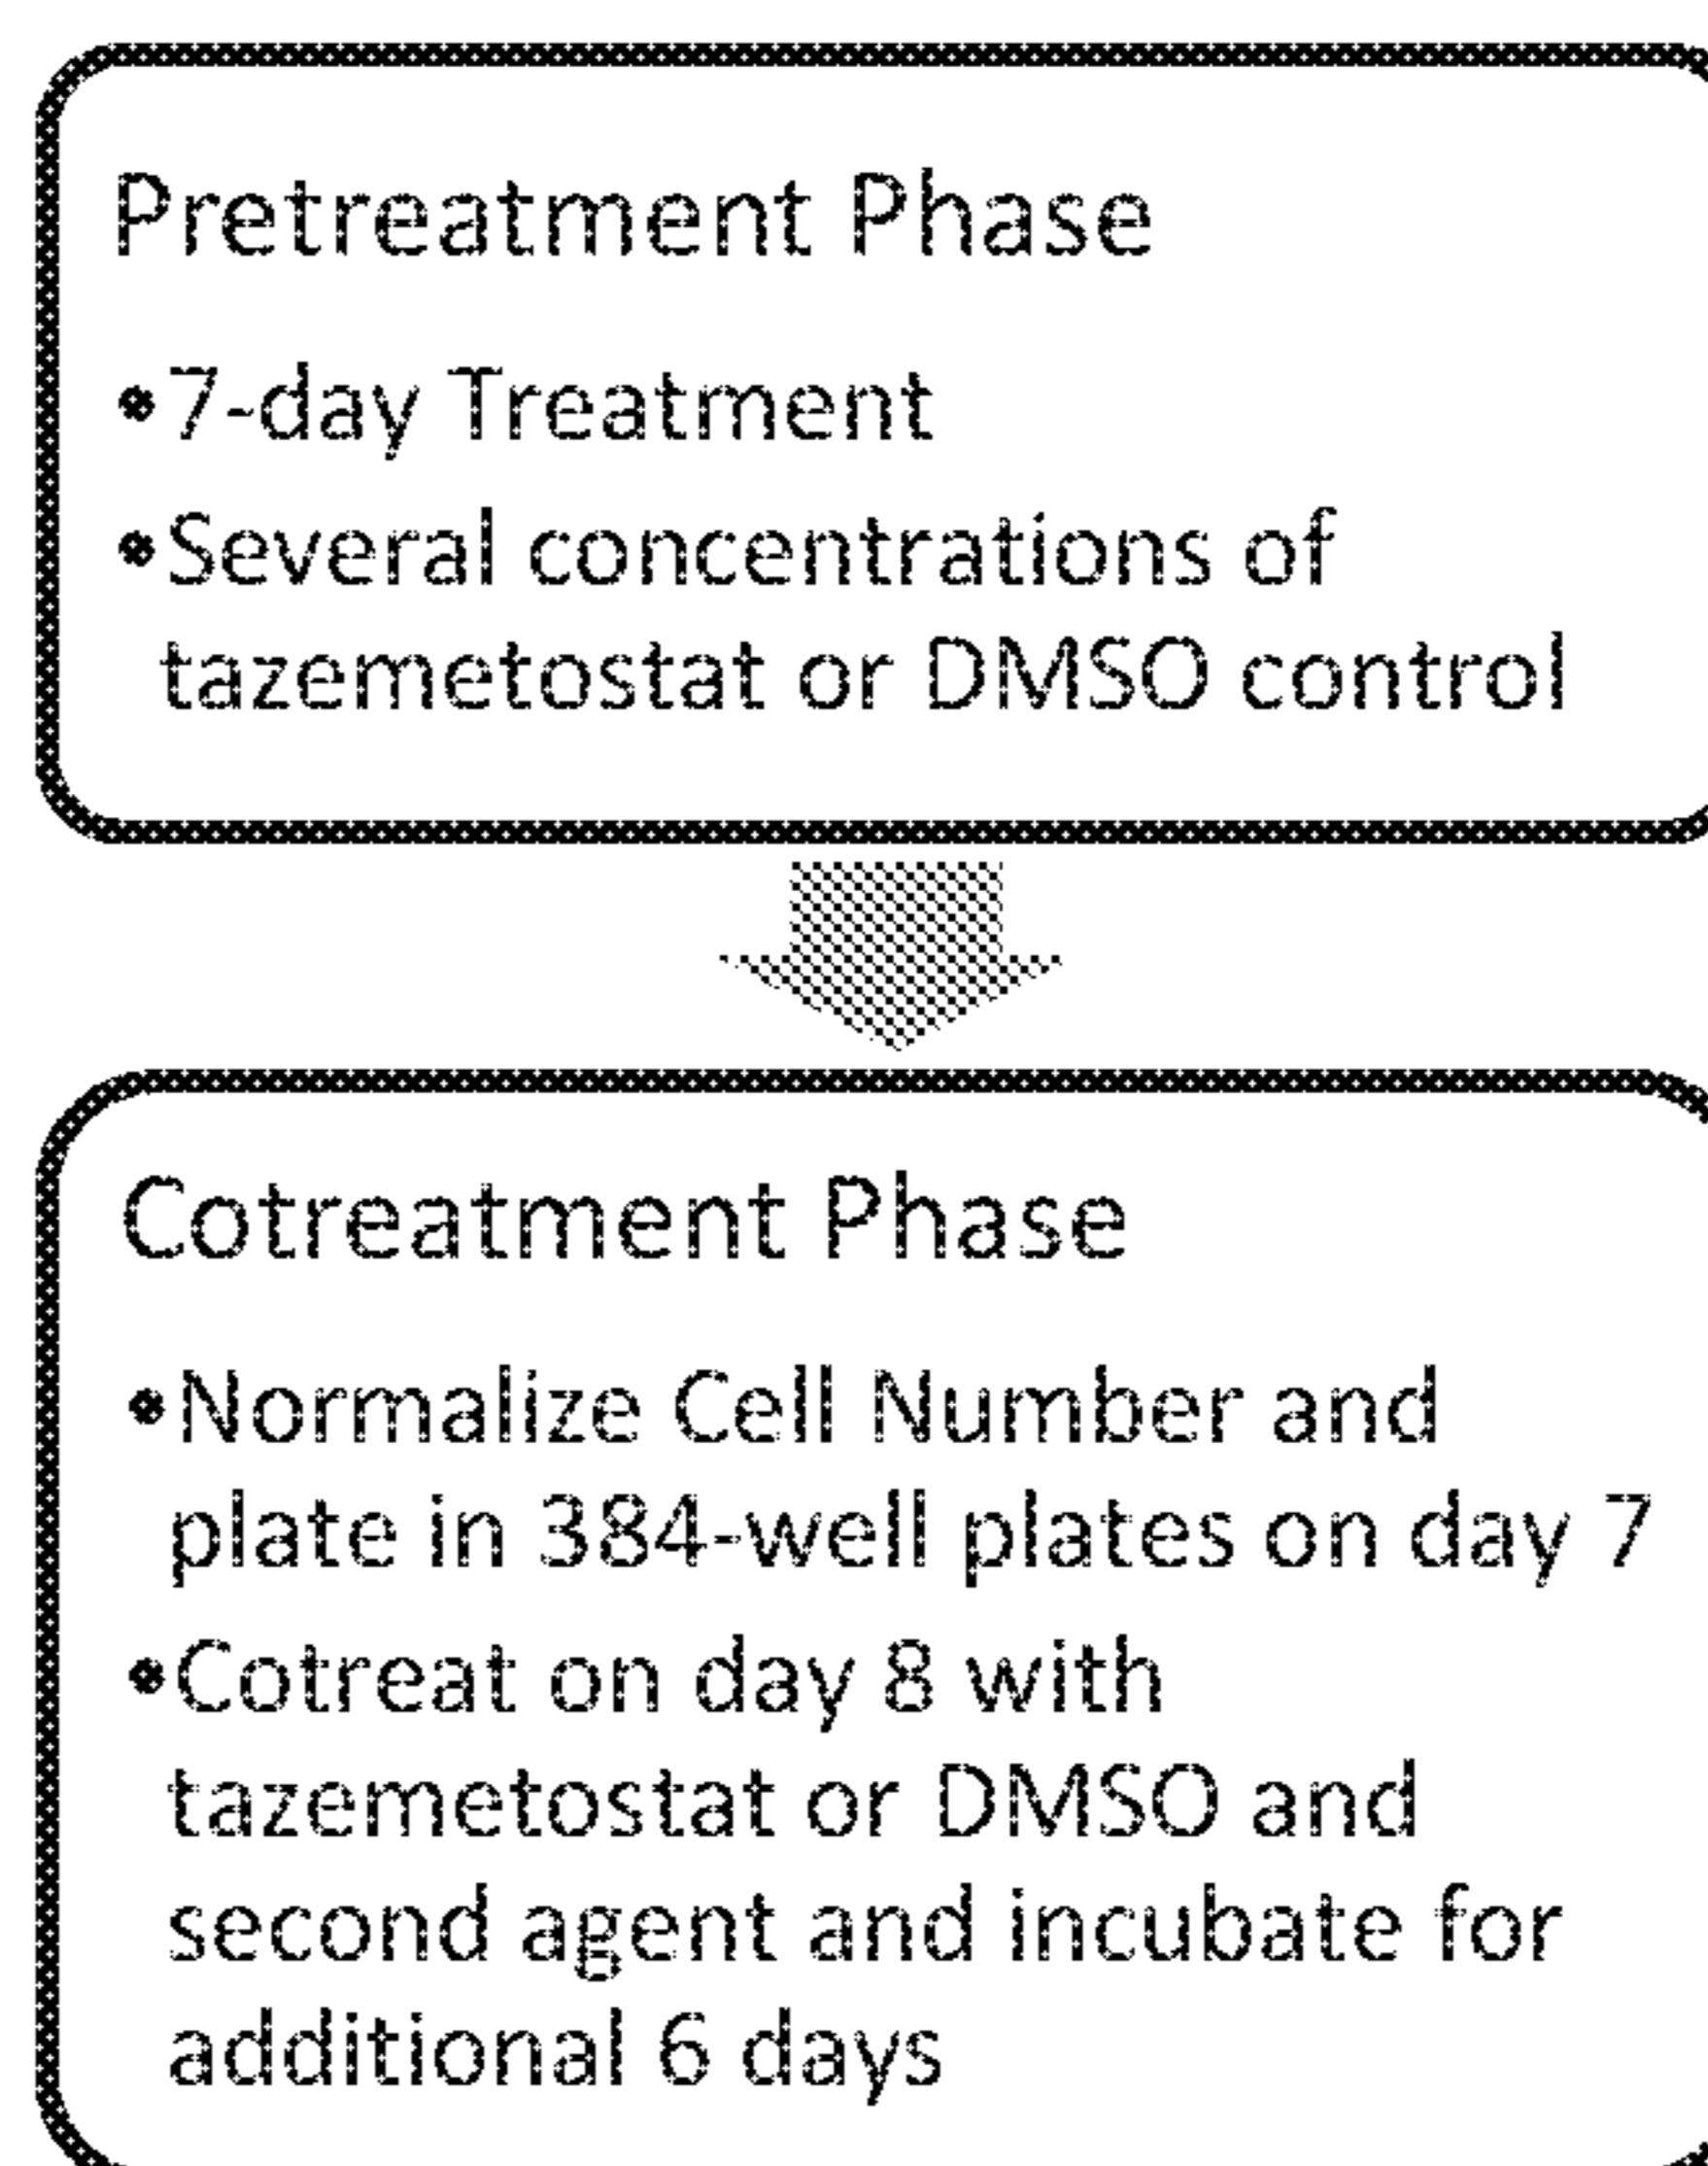 Pretreatment Phase
•7-day Treatment
•Several concentrations of
tazemetostat or DMSO control
Cotreatment Phase
•Normalize Cell Number and
plate in 384-well plates on day 7
•Cotreat on day 8 with
tazemetostat or DMSO and
second agent and incubate for
additional 6 days